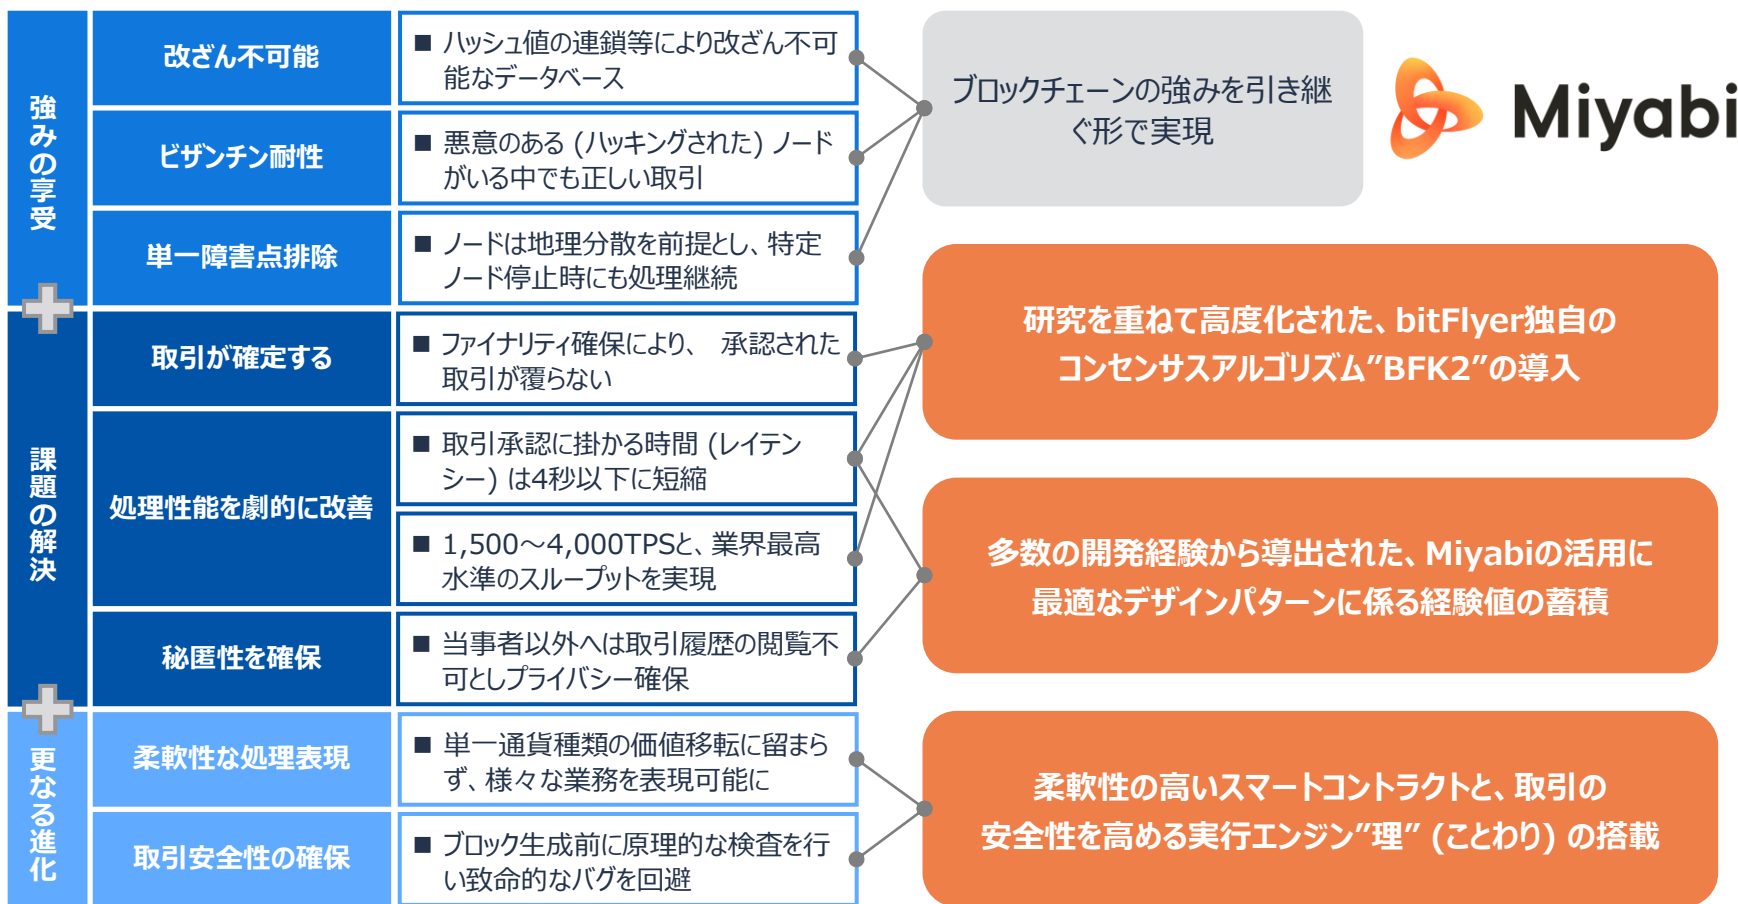 強みの享受
改ざん不可能
■ ハッシュ値の連鎖等により改ざん不可
能なデータベース
ビザンチン耐性
■ 悪意のある (ハッキングされた) ノード
がいる中でも正しい取引
単一障害点排除
■ ノードは地理分散を前提とし、特定
ノード停止時にも処理継続
ブロックチェーンの強みを引き継
ぐ形で実現
Miyabi
課題の解決
取引が確定する
■ ファイナリティ確保により、 承認された
取引が覆らない
処理性能を劇的に改善
■ 取引承認に掛かる時間 (レイテン
シー) は4秒以下に短縮
■ 1,500～4,000TPSと、業界最高
水準のスループットを実現
秘匿性を確保
■ 当事者以外へは取引履歴の閲覧不
可としプライバシー確保
研究を重ねて高度化された、bitFlyer独自の
コンセンサスアルゴリズム”BFK2”の導入
多数の開発経験から導出された、Miyabiの活用に
最適なデザインパターンに係る経験値の蓄積
更なる進化
柔軟性な処理表現
■ 単一通貨種類の価値移転に留まら
ず、様々な業務を表現可能に
取引安全性の確保
■ ブロック生成前に原理的な検査を行
い致命的なバグを回避
柔軟性の高いスマートコントラクトと、取引の
安全性を高める実行エンジン”理” (ことわり) の搭載